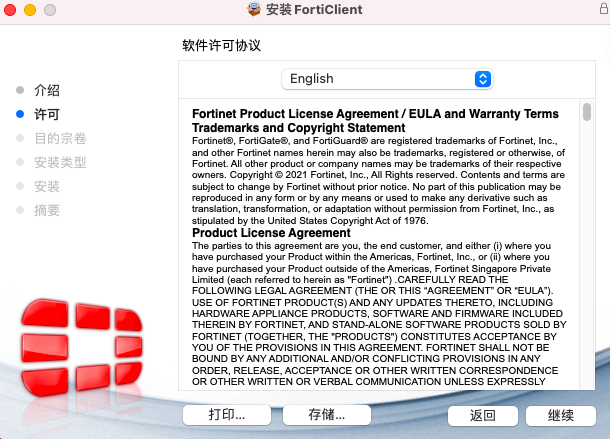 安装 FortiClient
软件许可协议
介绍
许可
目的宗卷
安装类型
安装
摘要
English
Fortinet Product License Agreement / EULA and Warranty Terms
Trademarks and Copyright Statement
Fortinet®, FortiGate®, and FortiGuard® are registered trademarks of Fortinet, Inc.,
and other Fortinet names herein may also be trademarks, registered or otherwise, of
Fortinet. All other product or company names may be trademarks of their respective
owners. Copyright © 2021 Fortinet, Inc., All Rights reserved. Contents and terms are
subject to change by Fortinet without prior notice. No part of this publication may be
reproduced in any form or by any means or used to make any derivative such as
translation, transformation, or adaptation without permission from Fortinet, Inc., as
stipulated by the United States Copyright Act of 1976.
Product License Agreement
The parties to this agreement are you, the end customer, and either (i) where you
have purchased your Product within the Americas, Fortinet, Inc., or (ii) where you
have purchased your Product outside of the Americas, Fortinet Singapore Private
Limited (each referred to herein as "Fortinet") .CAREFULLY READ THE
FOLLOWING LEGAL AGREEMENT (THE OR THIS “AGREEMENT” OR “EULA”).
USE OF FORTINET PRODUCT(S) AND ANY UPDATES THERETO, INCLUDING
HARDWARE APPLIANCE PRODUCTS, SOFTWARE AND FIRMWARE INCLUDED
THEREIN BY FORTINET, AND STAND-ALONE SOFTWARE PRODUCTS SOLD BY
FORTINET (TOGETHER, THE "PRODUCTS") CONSTITUTES ACCEPTANCE BY
YOU OF THE PROVISIONS IN THIS AGREEMENT. FORTINET SHALL NOT BE
BOUND BY ANY ADDITIONAL AND/OR CONFLICTING PROVISIONS IN ANY
ORDER, RELEASE, ACCEPTANCE OR OTHER WRITTEN CORRESPONDENCE
OR OTHER WRITTEN OR VERBAL COMMUNICATION UNLESS EXPRESSLY
打印...
存储...
返回
继续